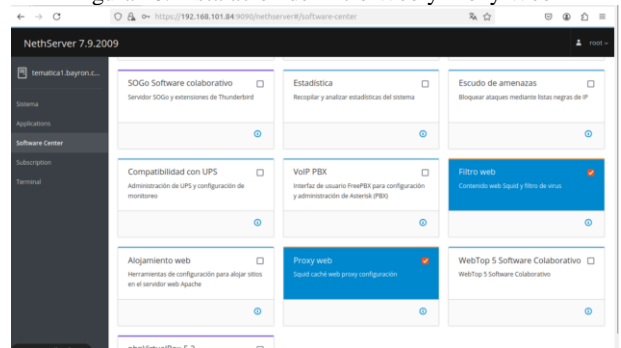 https://192.168.101.84:9090/nethserver#/software-center
NethServer 7.9.2009
root
tematica1.bayron.c...
Sistema
Applications
Software Center
Subscription
Terminal
SOGo Software colaborativo
Servidor SOGo y extensiones de Thunderbird
Estadística
Recopilar y analizar estadísticas del sistema
Escudo de amenazas
Bloquear ataques mediante listas negras de IP
Compatibilidad con UPS
Administración de UPS y configuración de
monitoreo
VoIP PBX
Interfaz de usuario FreePBX para configuración
y administración de Asterisk (PBX)
Filtro web
Contenido web Squid y filtro de virus
Alojamiento web
Herramientas de configuración para alojar sitios
en el servidor web Apache
Proxy web
Squid caché web proxy configuración
WebTop 5 Software Colaborativo
WebTop 5 Software Colaborativo